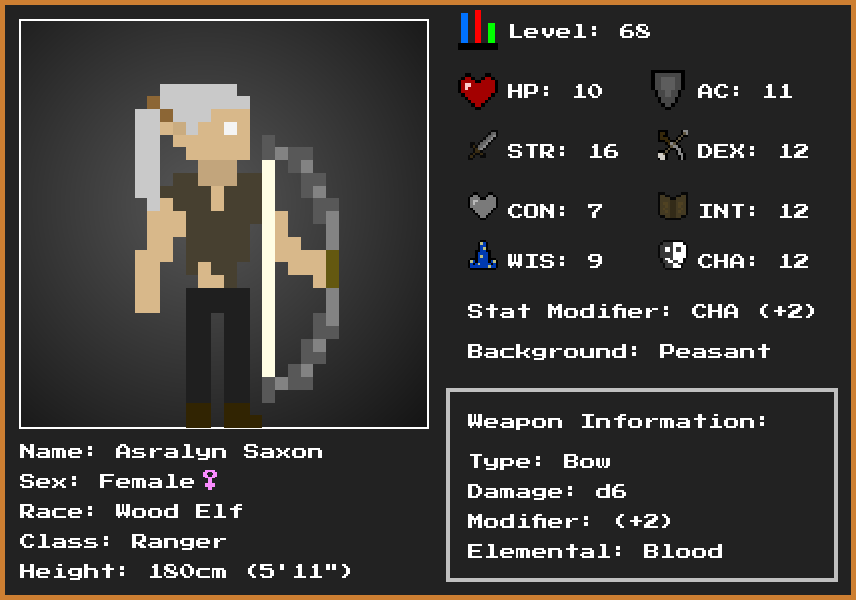 Level: 68
HP: 10 AC: 11
STR: 16 DEX: 12
CON: 7 INT: 12
WIS: 9 CHA: 12
Stat Modifier: CHA (+2)
Background: Peasant
Weapon Information:
Type: Bow
Damage: d6
Modifier: (+2)
Elemental: Blood
Name: Asralyn Saxon
Sex: Female♀
Race: Wood Elf
Class: Ranger
Height: 180cm (5'11")